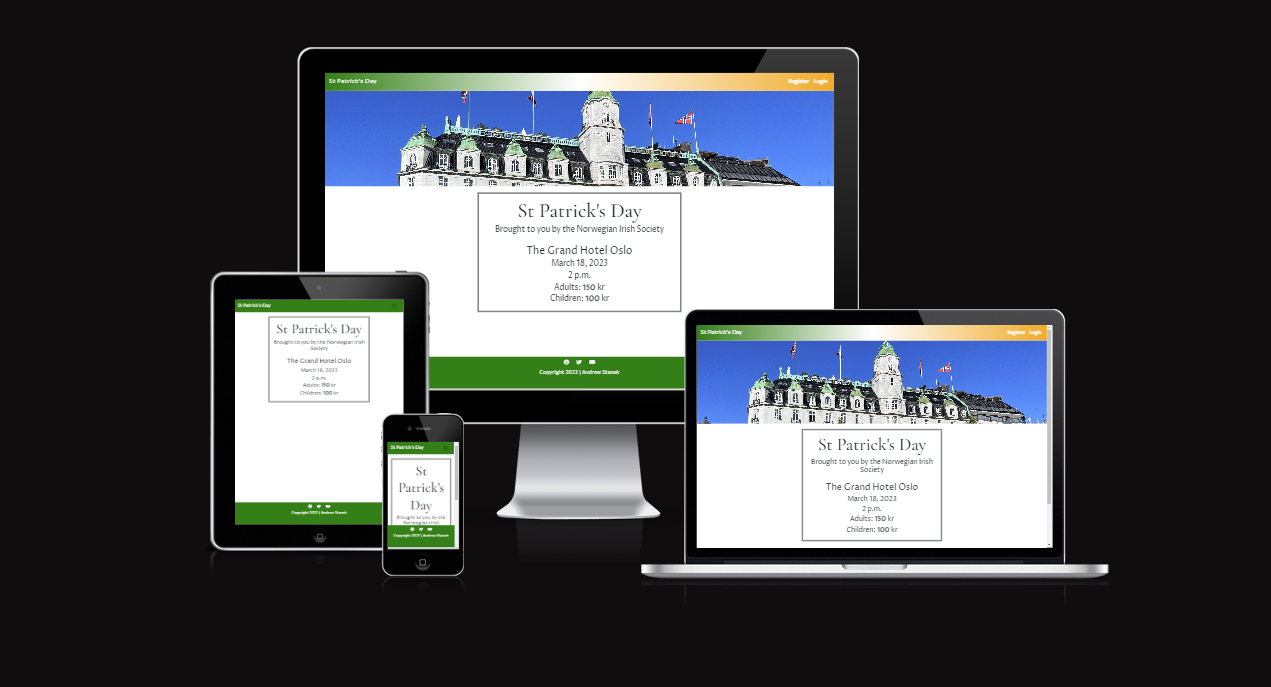 St Patrick's Day
Register Login
St Patrick's Day
Brought to you by the Norwegian Irish Society
The Grand Hotel Oslo
March 18, 2023
2 p.m.
Adults: 150 kr
Children: 100 kr
Copyright 2022 | Andrew Stanek
St Patrick's Day
St Patrick's Day
Brought to you by the Norwegian Irish
Society
The Grand Hotel Oslo
March 18, 2023
2 p.m.
Adults: 150 kr
Children: 100 kr
Copyright 2022 | Andrew Stanek
St Patrick's Day
St
Patrick's
Day
Brought to you by the
Norwegian Irish
Copyright 2022 | Andrew Stanek
St Patrick's Day
Register Login
St Patrick's Day
Brought to you by the Norwegian Irish
Society
The Grand Hotel Oslo
March 18, 2023
2 p.m.
Adults: 150 kr
Children: 100 kr